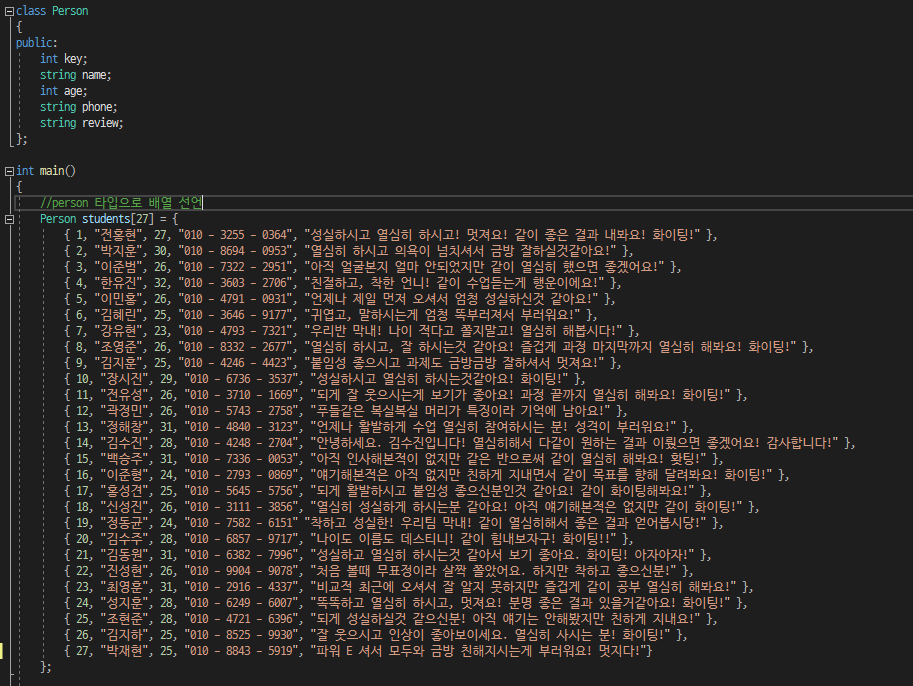 class Person
{
public:
int key;
string name;
int age;
string phone;
string review;
};
int main()
{
//person 타입으로 배열 선언
Person students[27] = {
{ 1, "전홍현", 27, "010 - 3255 - 0364", "성실하시고 열심히 하시고! 멋져요! 같이 좋은 결과 내봐요! 화이팅!" },
{ 2, "박지훈", 30, "010 - 8694 - 0953", "열심히 하시고 의욕이 넘치셔서 금방 잘하실것같아요!" },
{ 3, "이준범", 26, "010 - 7322 - 2951", "아직 얼굴본지 얼마 안되었지만 같이 열심히 했으면 좋겠어요!" },
{ 4, "한유진", 32, "010 - 3603 - 2706", "친절하고, 착한 언니! 같이 수업듣는게 행운이에요!" },
{ 5, "이민홍", 26, "010 - 4791 - 0931", "언제나 제일 먼저 오셔서 엄청 성실하신것 같아요!" },
{ 6, "김혜린", 25, "010 - 3646 - 9177", "귀엽고, 말하시는게 엄청 똑부러져서 부러워요!" },
{ 7, "강유현", 23, "010 - 4793 - 7321", "우리반 막내! 나이 적다고 쫄지말고! 열심히 해봅시다!" },
{ 8, "조영준", 26, "010 - 8332 - 2677", "열심히 하시고, 잘 하시는것 같아요! 즐겁게 과정 마지막까지 열심히 해봐요! 화이팅!" },
{ 9, "김지훈", 25, "010 - 4246 - 4423", "붙임성 좋으시고 과제도 금방금방 잘하셔서 멋져요!" },
{ 10, "장시진", 29, "010 - 6736 - 3537", "성실하시고 열심히 하시는것같아요! 화이팅!" },
{ 11, "전유성", 26, "010 - 3710 - 1669", "되게 잘 웃으시는게 보기가 좋아요! 과정 끝까지 열심히 해봐요! 화이팅!" },
{ 12, "곽정민", 26, "010 - 5743 - 2758", "푸들같은 복실복실 머리가 특징이라 기억에 남아요!" },
{ 13, "정해창", 31, "010 - 4840 - 3123", "언제나 활발하게 수업 열심히 참여하시는 분! 성격이 부러워요!" },
{ 14, "김수진", 28, "010 - 4248 - 2704", "안녕하세요. 김수진입니다! 열심히해서 다같이 원하는 결과 이뤘으면 좋겠어요! 감사합니다!" },
{ 15, "백승주", 31, "010 - 7336 - 0053", "아직 인사해본적이 없지만 같은 반으로써 같이 열심히 해봐요! 홧팅!" },
{ 16, "이준형", 24, "010 - 2793 - 0869", "얘기해본적은 아직 없지만 친하게 지내면서 같이 목표를 향해 달려봐요! 화이팅!" },
{ 17, "홍성견", 25, "010 - 5645 - 5756", "되게 활발하시고 붙임성 좋으신분인것 같아요! 같이 화이팅해봐요!" },
{ 18, "신성진", 26, "010 - 3111 - 3856", "열심히 성실하게 하시는분 같아요! 아직 얘기해본적은 없지만 같이 화이팅!" },
{ 19, "정동균", 24, "010 - 7582 - 6151" "착하고 성실한! 우리팀 막내! 같이 열심히해서 좋은 결과 얻어봅시당!" },
{ 20, "김수주", 28, "010 - 6857 - 9717", "나이도 이름도 데스티니! 같이 힘내보자구! 화이팅!!" },
{ 21, "김동원", 31, "010 - 6382 - 7996", "성실하고 열심히 하시는것 같아서 보기 좋아요. 화이팅! 아자아자!" },
{ 22, "진성현", 26, "010 - 9904 - 9078", "처음 볼때 무표정이라 살짝 쫄았어요. 하지만 착하고 좋으신분!" },
{ 23, "최영훈", 31, "010 - 2916 - 4337", "비교적 최근에 오셔서 잘 알지 못하지만 즐겁게 같이 공부 열심히 해봐요!" },
{ 24, "성지훈", 28, "010 - 6249 - 6007", "똑똑하고 열심히 하시고, 멋져요! 분명 좋은 결과 있을거같아요! 화이팅!" },
{ 25, "조현준", 28, "010 - 4721 - 6396", "되게 성실하실것 같으신분! 아직 얘기는 안해봤지만 친하게 지내요!" },
{ 26, "김지하", 25, "010 - 8525 - 9930", "잘 웃으시고 인상이 좋아보이세요. 열심히 사시는 분! 화이팅!" },
{ 27, "박재현", 25, "010 - 8843 - 5919", "파워 E 셔서 모두와 금방 친해지시는게 부러워요! 멋지다!"}
};